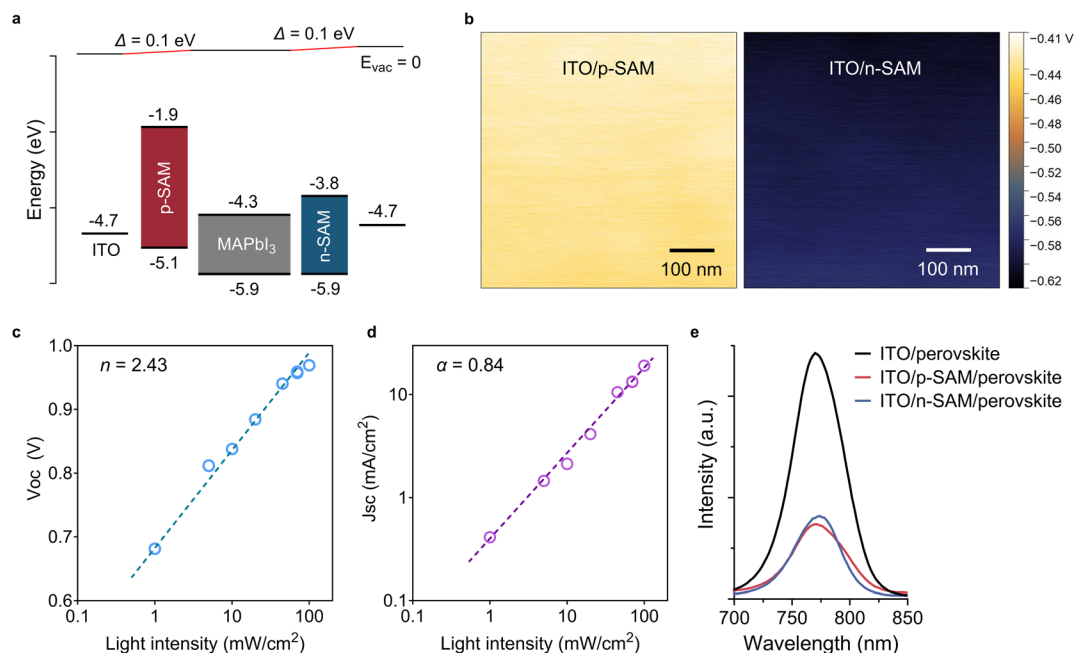 a
Δ = 0.1 eV
Δ = 0.1 eV
E_vac = 0
Energy (eV)
−4.7
ITO
-1.9
p-SAM
-5.1
−4.3
MAPbI₃
-5.9
-3.8
n-SAM
-5.9
-4.7
b
ITO/p-SAM
100 nm
ITO/n-SAM
100 nm
−0.41 V
−0.44
−0.46
−0.48
−0.50
−0.52
−0.54
−0.56
−0.58
−0.62
c
n = 2.43
Voc (V)
1.0
0.9
0.8
0.7
0.6
0.1
1
10
100
Light intensity (mW/cm²)
d
α = 0.84
Jsc (mA/cm²)
10
1
0.1
0.1
1
10
100
Light intensity (mW/cm²)
e
ITO/perovskite
ITO/p-SAM/perovskite
ITO/n-SAM/perovskite
Intensity (a.u.)
700
750
800
850
Wavelength (nm)